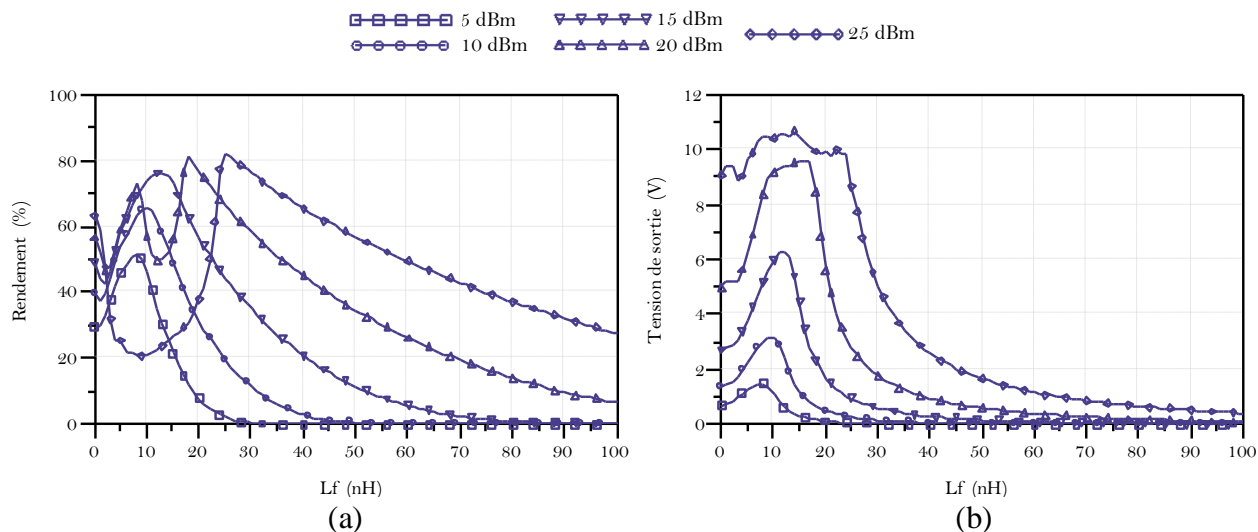 5 dBm
15 dBm
25 dBm
10 dBm
20 dBm
100
80
60
40
20
0
Rendement (%)
0 10 20 30 40 50 60 70 80 90 100
Lf (nH)
(a)
12
10
8
6
4
2
0
Tension de sortie (V)
0 10 20 30 40 50 60 70 80 90 100
Lf (nH)
(b)